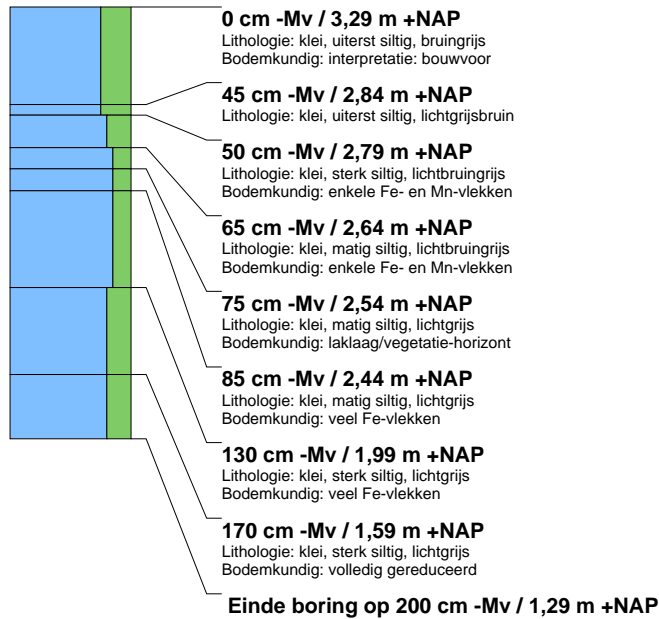 0 cm -Mv / 3,29 m +NAP
Lithologie: klei, uiterst siltig, bruingrijs
Bodemkundig: interpretatie: bouwvoor
45 cm -Mv / 2,84 m +NAP
Lithologie: klei, uiterst siltig, lichtgrijsbruin
50 cm -Mv / 2,79 m +NAP
Lithologie: klei, sterk siltig, lichtbruingrijs
Bodemkundig: enkele Fe- en Mn-vlekken
65 cm -Mv / 2,64 m +NAP
Lithologie: klei, matig siltig, lichtbruingrijs
Bodemkundig: enkele Fe- en Mn-vlekken
75 cm -Mv / 2,54 m +NAP
Lithologie: klei, matig siltig, lichtgrijs
Bodemkundig: laklaag/vegetatie-horizont
85 cm -Mv / 2,44 m +NAP
Lithologie: klei, matig siltig, lichtgrijs
Bodemkundig: veel Fe-vlekken
130 cm -Mv / 1,99 m +NAP
Lithologie: klei, sterk siltig, lichtgrijs
Bodemkundig: veel Fe-vlekken
170 cm -Mv / 1,59 m +NAP
Lithologie: klei, sterk siltig, lichtgrijs
Bodemkundig: volledig gereduceerd
Einde boring op 200 cm -Mv / 1,29 m +NAP